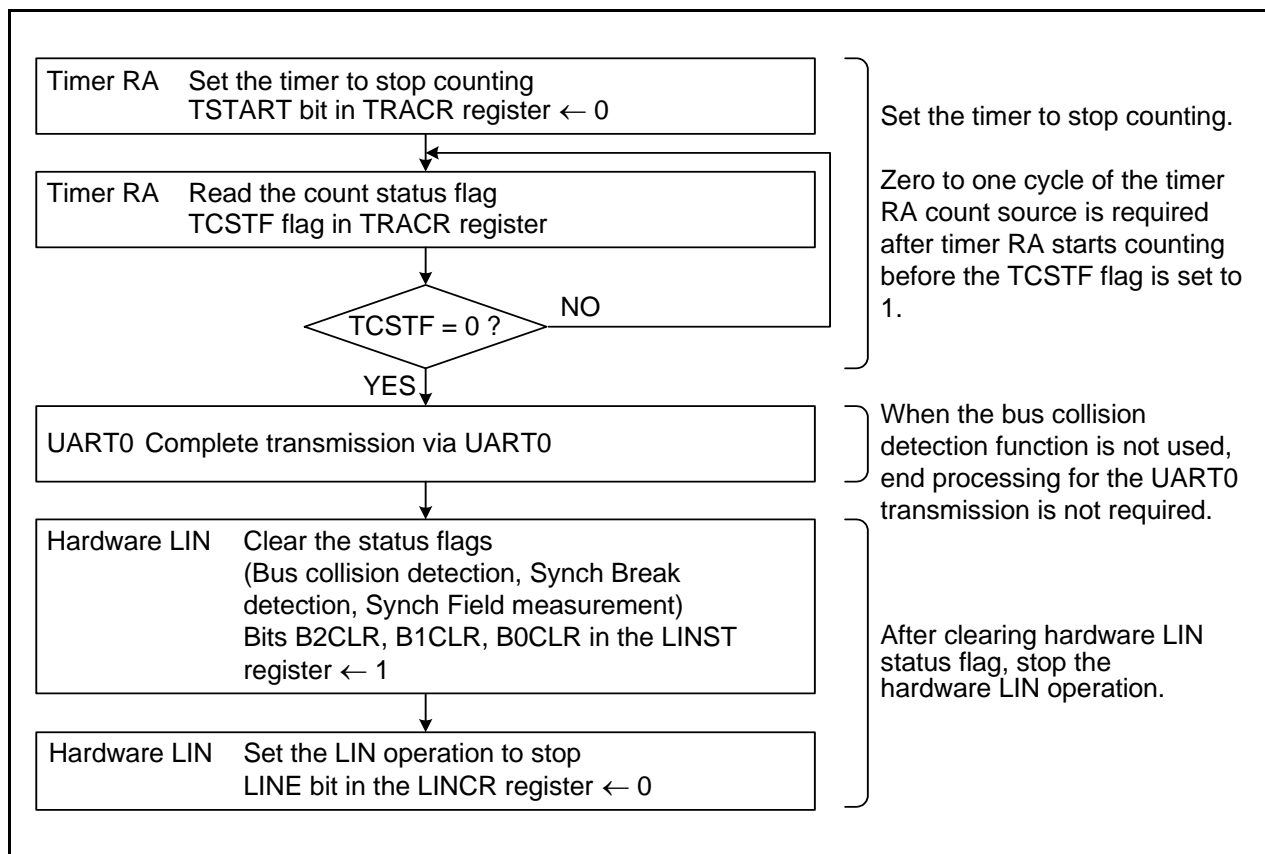 Timer RA Set the timer to stop counting
TSTART bit in TRACR register ← 0
Set the timer to stop counting.
Timer RA Read the count status flag
TCSTF flag in TRACR register
Zero to one cycle of the timer
RA count source is required
after timer RA starts counting
before the TCSTF flag is set to
1.
TCSTF = 0 ?
NO
YES
UART0 Complete transmission via UART0
When the bus collision
detection function is not used,
end processing for the UART0
transmission is not required.
Hardware LIN Clear the status flags
(Bus collision detection, Synch Break
detection, Synch Field measurement)
Bits B2CLR, B1CLR, B0CLR in the LINST
register ← 1
After clearing hardware LIN
status flag, stop the
hardware LIN operation.
Hardware LIN Set the LIN operation to stop
LINE bit in the LINCR register ← 0